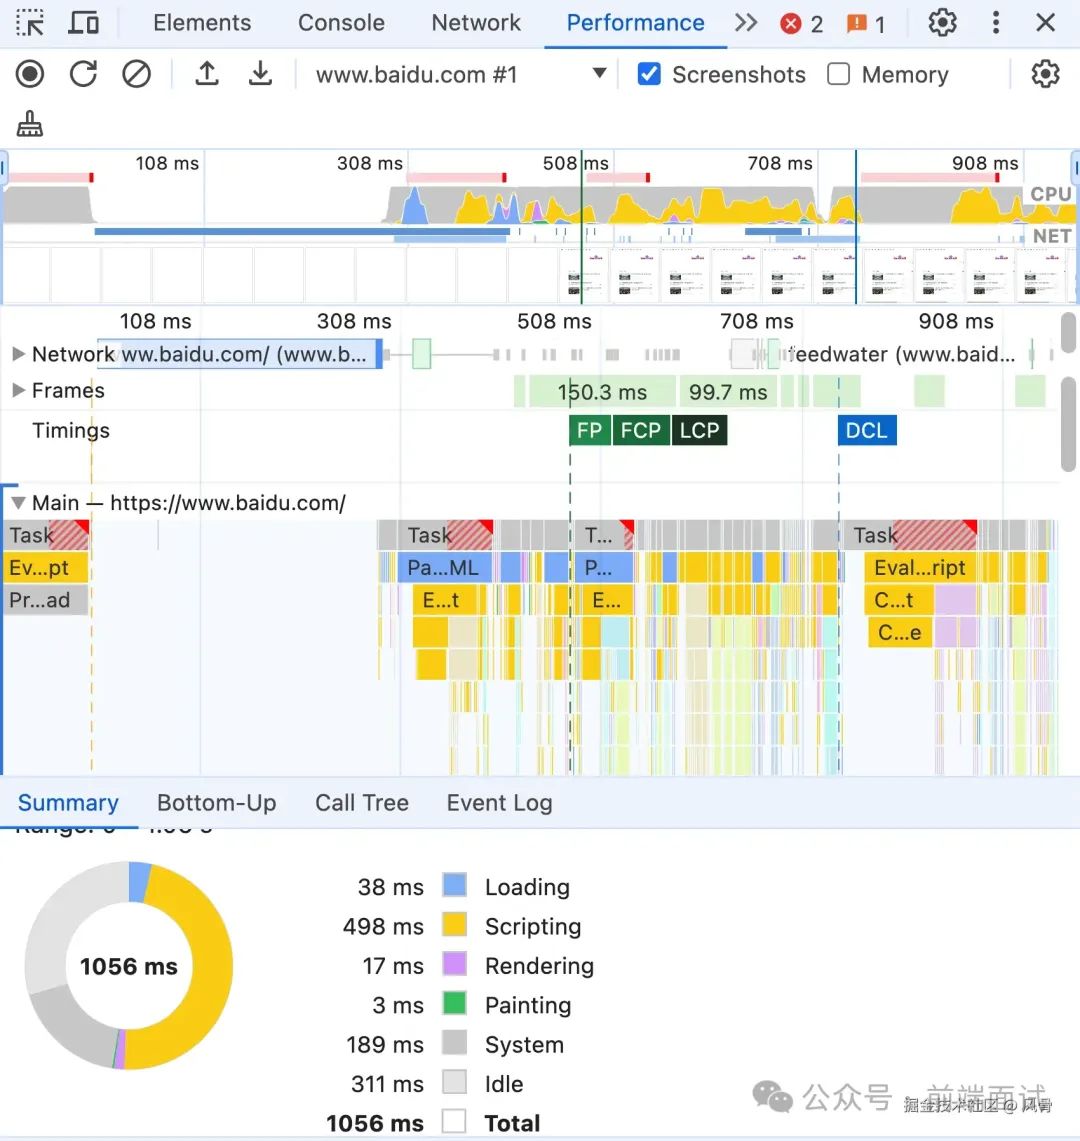 Elements Console Network Performance 2 1
www.baidu.com #1 Screenshots Memory
108 ms 308 ms 508 ms 708 ms 908 ms
CPU
NET
108 ms 308 ms 508 ms 708 ms 908 ms
Network ww.baidu.com/ (www.b... feedwater (www.baid...
Frames 150.3 ms 99.7 ms
Timings FP FCP LCP DCL
Main — https://www.baidu.com/
Task Task T... Task
Ev...pt Pa...ML P... Eval...ript
Pr...ad E...t E... C...t
C...e
Summary Bottom-Up Call Tree Event Log
1056 ms
38 ms Loading
498 ms Scripting
17 ms Rendering
3 ms Painting
189 ms System
311 ms Idle
1056 ms Total
公众号 · 前端面试
掘金技术社区 @ 风骨